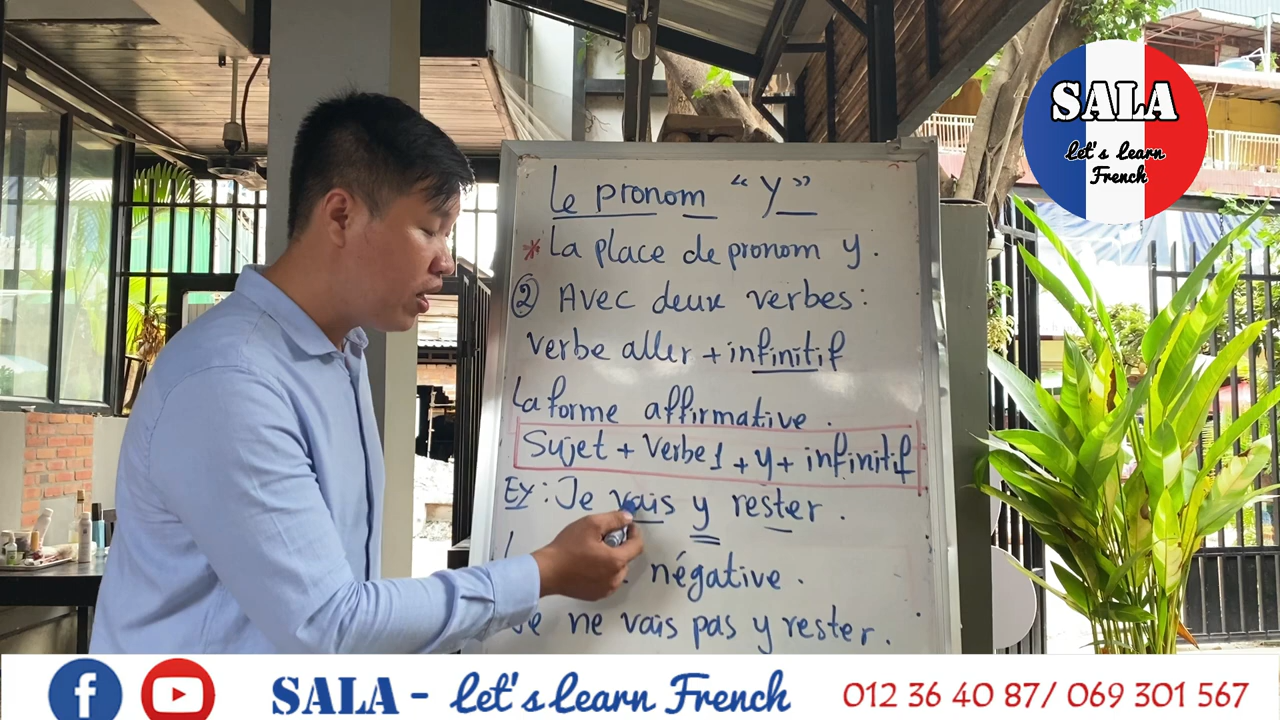 Le pronom “y”
* La place de pronom y.
② Avec deux verbes:
verbe aller + infinitif
La forme affirmative.
Sujet + Verbe1 + y + infinitif
Ex: Je vais y rester.
négative.
Je ne vais pas y rester.
SALA
Let's Learn
French
SALA - Let's Learn French
012 36 40 87/ 069 301 567